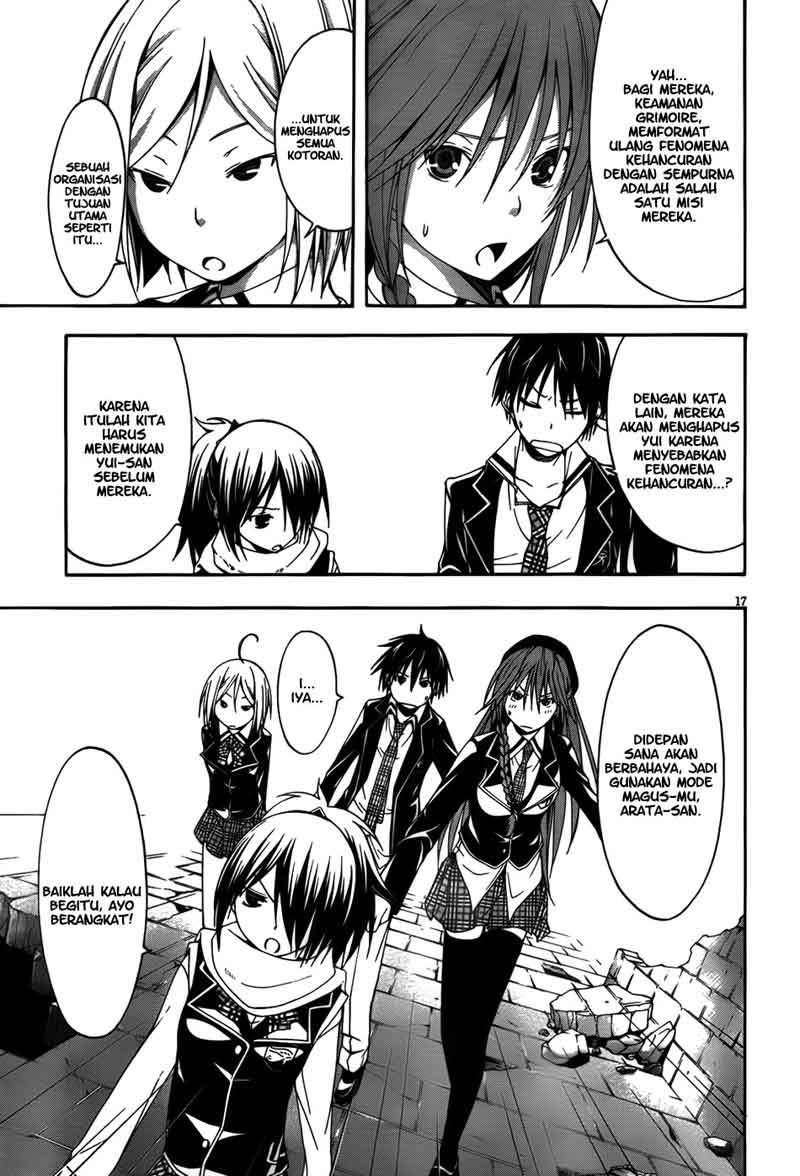 YAH...
BAGI MEREKA,
KEAMANAN
GRIMOIRE,
MEMFORMAT
ULANG FENOMENA
KEHANCURAN
DENGAN SEMPURNA
ADALAH SALAH
SATU MISI
MEREKA.
...UNTUK
MENGHAPUS
SEMUA
KOTORAN.
SEBUAH
ORGANISASI
DENGAN
TUJUAN
UTAMA
SEPERTI
ITU...
DENGAN KATA
LAIN, MEREKA
AKAN MENGHAPUS
YUI KARENA
MENYEBABKAN
FENOMENA
KEHANCURAN...?
KARENA
ITULAH KITA
HARUS
MENEMUKAN
YUI-SAN
SEBELUM
MEREKA.
17
DIDEPAN
SANA AKAN
BERBAHAYA, JADI
GUNAKAN MODE
MAGUS-MU,
ARATA-SAN.
I...
IYA...
BAIKLAH KALAU
BEGITU, AYO
BERANGKAT!